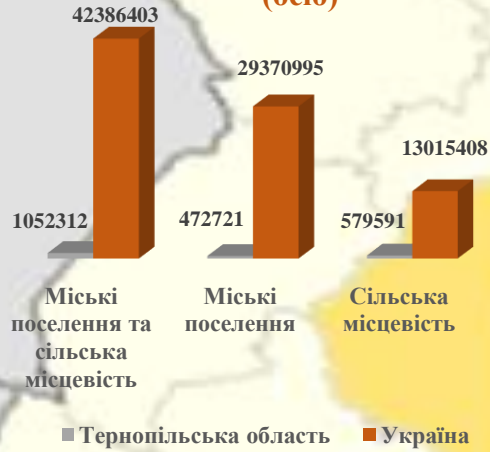 (осіб)
42386403
29370995
13015408
1052312
472721
579591
Міські
поселення та
сільська
місцевість
Міські
поселення
Сільська
місцевість
Тернопільська область
Україна